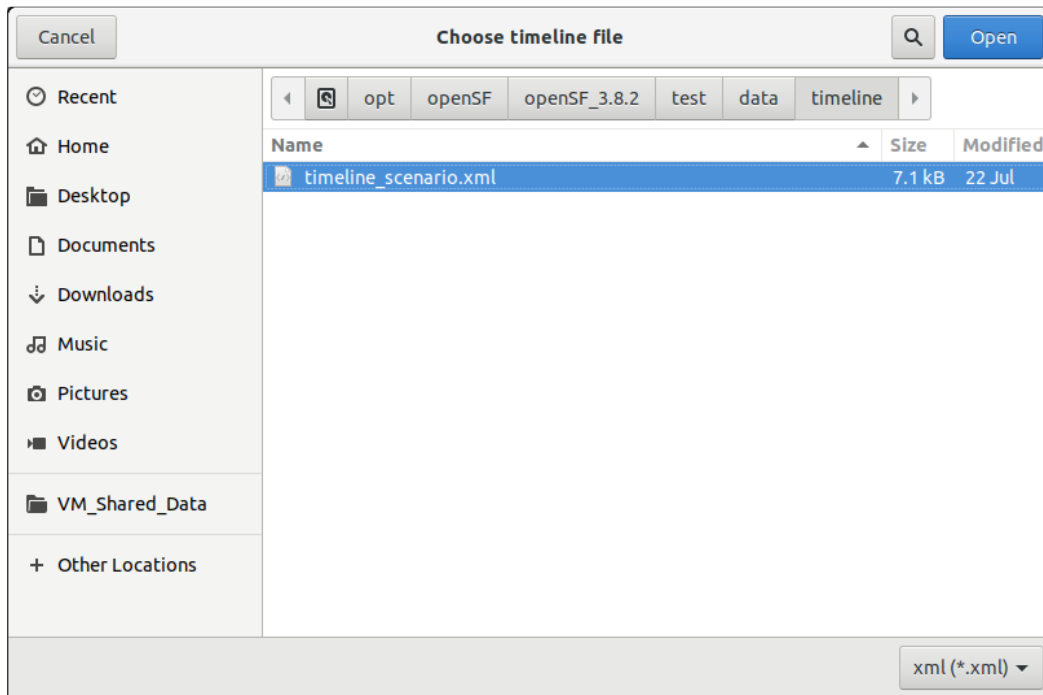 Cancel Choose timeline file Open
Recent
Home
Desktop
Documents
Downloads
Music
Pictures
Videos
VM_Shared_Data
+ Other Locations
opt openSF openSF_3.8.2 test data timeline
Name Size Modified
timeline_scenario.xml 7.1 kB 22 Jul
xml (*.xml)